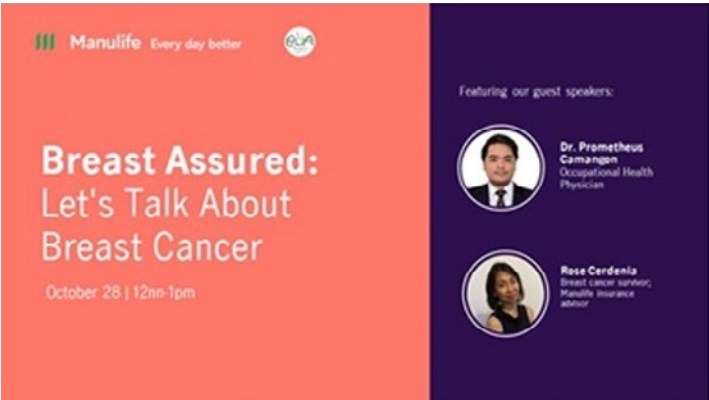 Manulife Every day better
Breast Assured:
Let's Talk About
Breast Cancer
October 28 | 12nn-1pm
Featuring our guest speakers:
Dr. Prometheus
Camangon
Occupational Health
Physician
Rose Cerdenia
Breast cancer survivor;
Manulife insurance
advisor